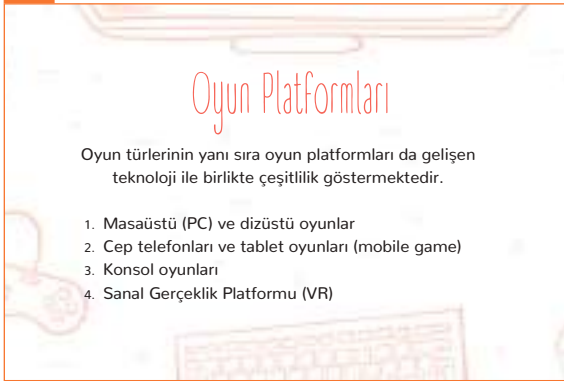 Oyun Platformları
Oyun türlerinin yanı sıra oyun platformları da gelişen
teknoloji ile birlikte çeşitlilik göstermektedir.
1. Masaüstü (PC) ve dizüstü oyunlar
2. Cep telefonları ve tablet oyunları (mobile game)
3. Konsol oyunları
4. Sanal Gerçeklik Platformu (VR)